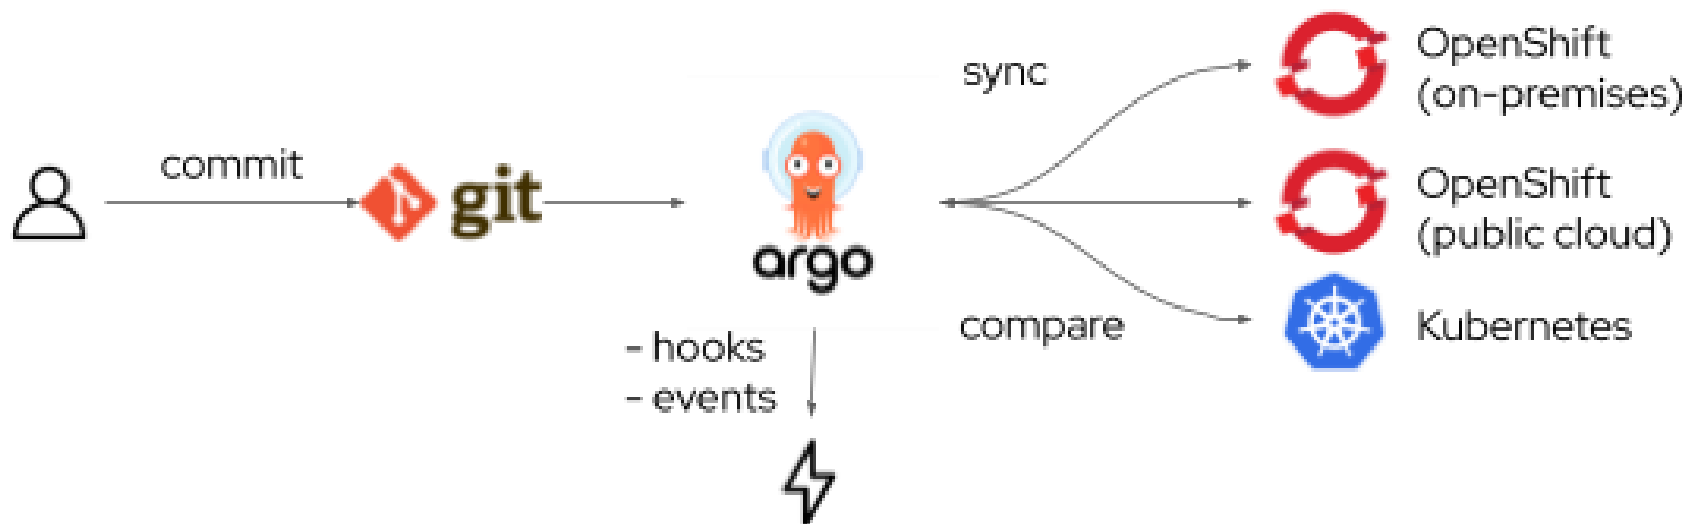 commit
git
argo
- hooks
- events
sync
compare
OpenShift
(on-premises)
OpenShift
(public cloud)
Kubernetes